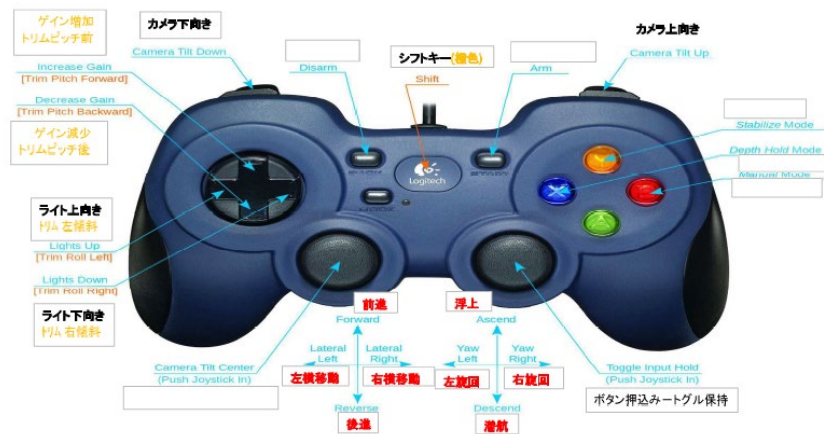 ゲイン増加
トリムピッチ前
カメラ下向き
Camera Tilt Down
Increase Gain
[Trim Pitch Forward]
Decrease Gain
[Trim Pitch Backward]
ゲイン減少
トリムピッチ後
Disarm
シフトキー(橙色)
Shift
Arm
カメラ上向き
Camera Tilt Up
Stabilize Mode
Depth Hold Mode
Manual Mode
BACK
Logitech
START
MODE
X
ライト上向き
トリム 左傾斜
Lights Up
[Trim Roll Left]
Lights Down
[Trim Roll Right]
ライト下向き
トリム 右傾斜
前進
Forward
浮上
Ascend
Lateral
Left
Lateral
Right
Yaw
Left
Yaw
Right
左横移動
右横移動
左旋回
右旋回
Camera Tilt Center
(Push Joystick In)
Toggle Input Hold
(Push Joystick In)
ボタン押込みートグル保持
Reverse
後進
Descend
潜航